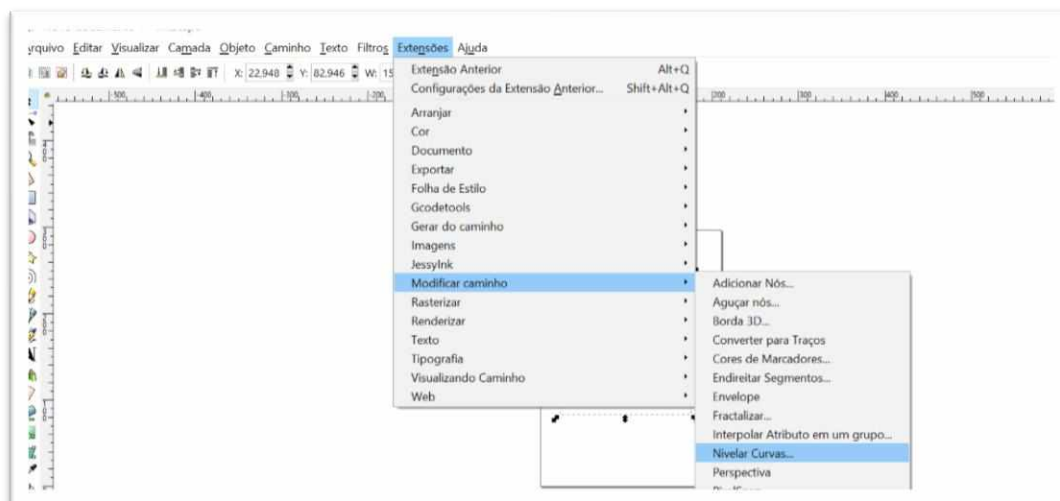 Editar Visualizar Camada Objeto Caminho Texto Filtros Extensões Ajuda
X: 22,948 Y: 82,946 W: 15
Extensão Anterior Alt+Q
Configurações da Extensão Anterior... Shift+Alt+Q
Arranjar
Cor
Documento
Exportar
Folha de Estilo
Gcodetools
Gerar do caminho
Imagens
JessyInk
Modificar caminho
Rasterizar
Renderizar
Texto
Tipografia
Visualizando Caminho
Web
Adicionar Nós...
Aguçar nós...
Borda 3D...
Converter para Traços
Cores de Marcadores...
Endireitar Segmentos...
Envelope
Fractalizar...
Interpolar Atributo em um grupo...
Nivelar Curvas...
Perspectiva